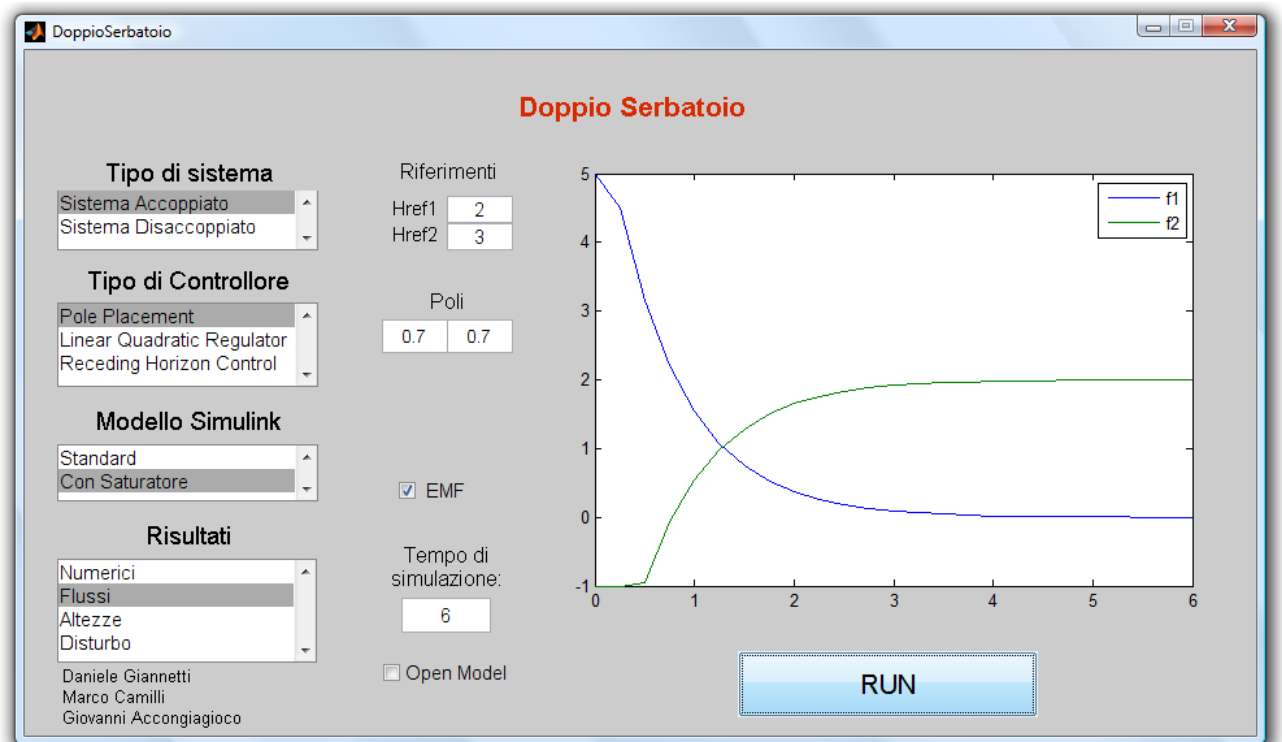 DoppioSerbatoio
Doppio Serbatoio
Tipo di sistema
Sistema Accoppiato
Sistema Disaccoppiato
Tipo di Controllore
Pole Placement
Linear Quadratic Regulator
Receding Horizon Control
Modello Simulink
Standard
Con Saturatore
Risultati
Numerici
Flussi
Altezze
Disturbo
Daniele Giannetti
Marco Camilli
Giovanni Accongiagioco
Riferimenti
Href1 2
Href2 3
Poli
0.7 0.7
EMF
Tempo di
simulazione:
6
Open Model
f1
f2
5
4
3
2
1
0
-1
0 1 2 3 4 5 6
RUN